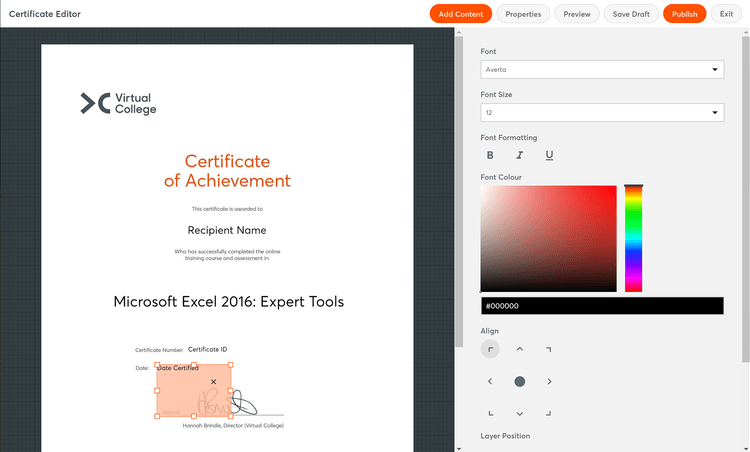 Certificate Editor
Add Content
Properties
Preview
Save Draft
Publish
Exit
Virtual
College
Certificate
of Achievement
This certificate is awarded to
Recipient Name
Who has successfully completed the online
training course and assessment in:
Microsoft Excel 2016: Expert Tools
Certificate Number: Certificate ID
Date: Date Certified
Signed:
Hannah Brindle, Director (Virtual College)
Font
Averta
Font Size
12
Font Formatting
B I U
Font Colour
#000000
Align
Layer Position